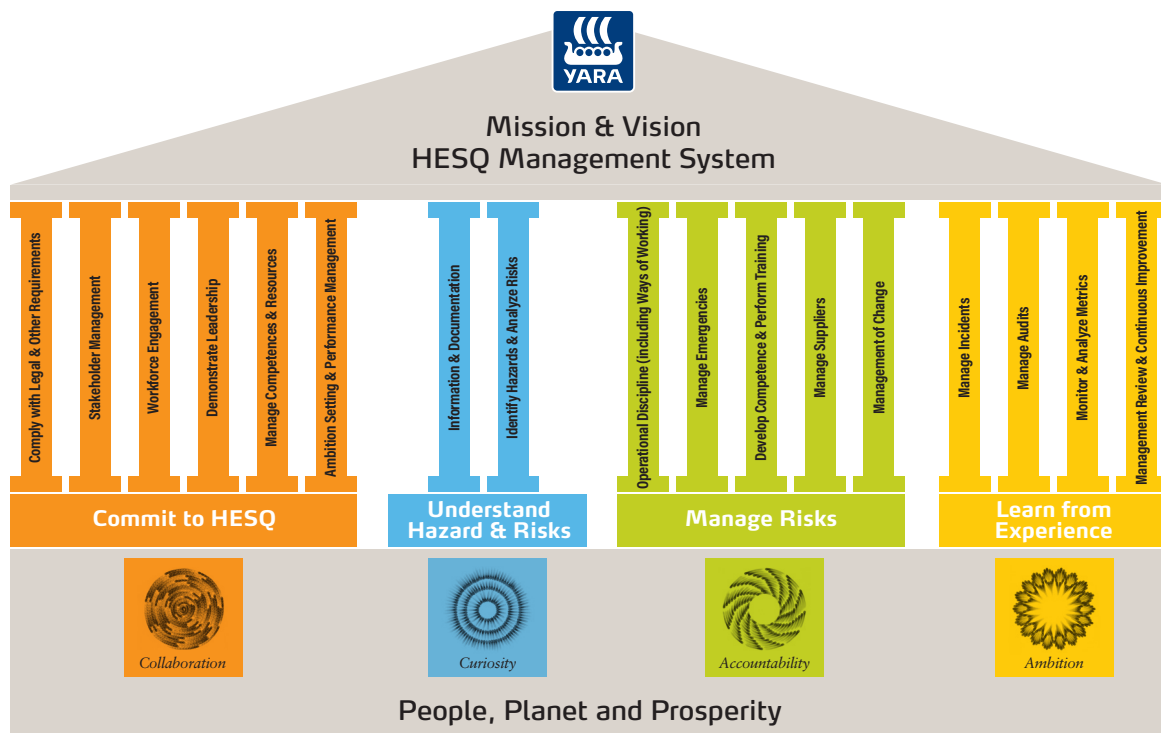 YARA
Mission & Vision
HESQ Management System
Comply with Legal & Other Requirements
Stakeholder Management
Workforce Engagement
Demonstrate Leadership
Manage Competences & Resources
Ambition Setting & Performance Management
Information & Documentation
Identify Hazards & Analyze Risks
Operational Discipline (including Ways of Working)
Manage Emergencies
Develop Competence & Perform Training
Manage Suppliers
Management of Change
Manage Incidents
Manage Audits
Monitor & Analyze Metrics
Management Review & Continuous Improvement
Commit to HESQ
Understand
Hazard & Risks
Manage Risks
Learn from
Experience
Collaboration
Curiosity
Accountability
Ambition
People, Planet and Prosperity